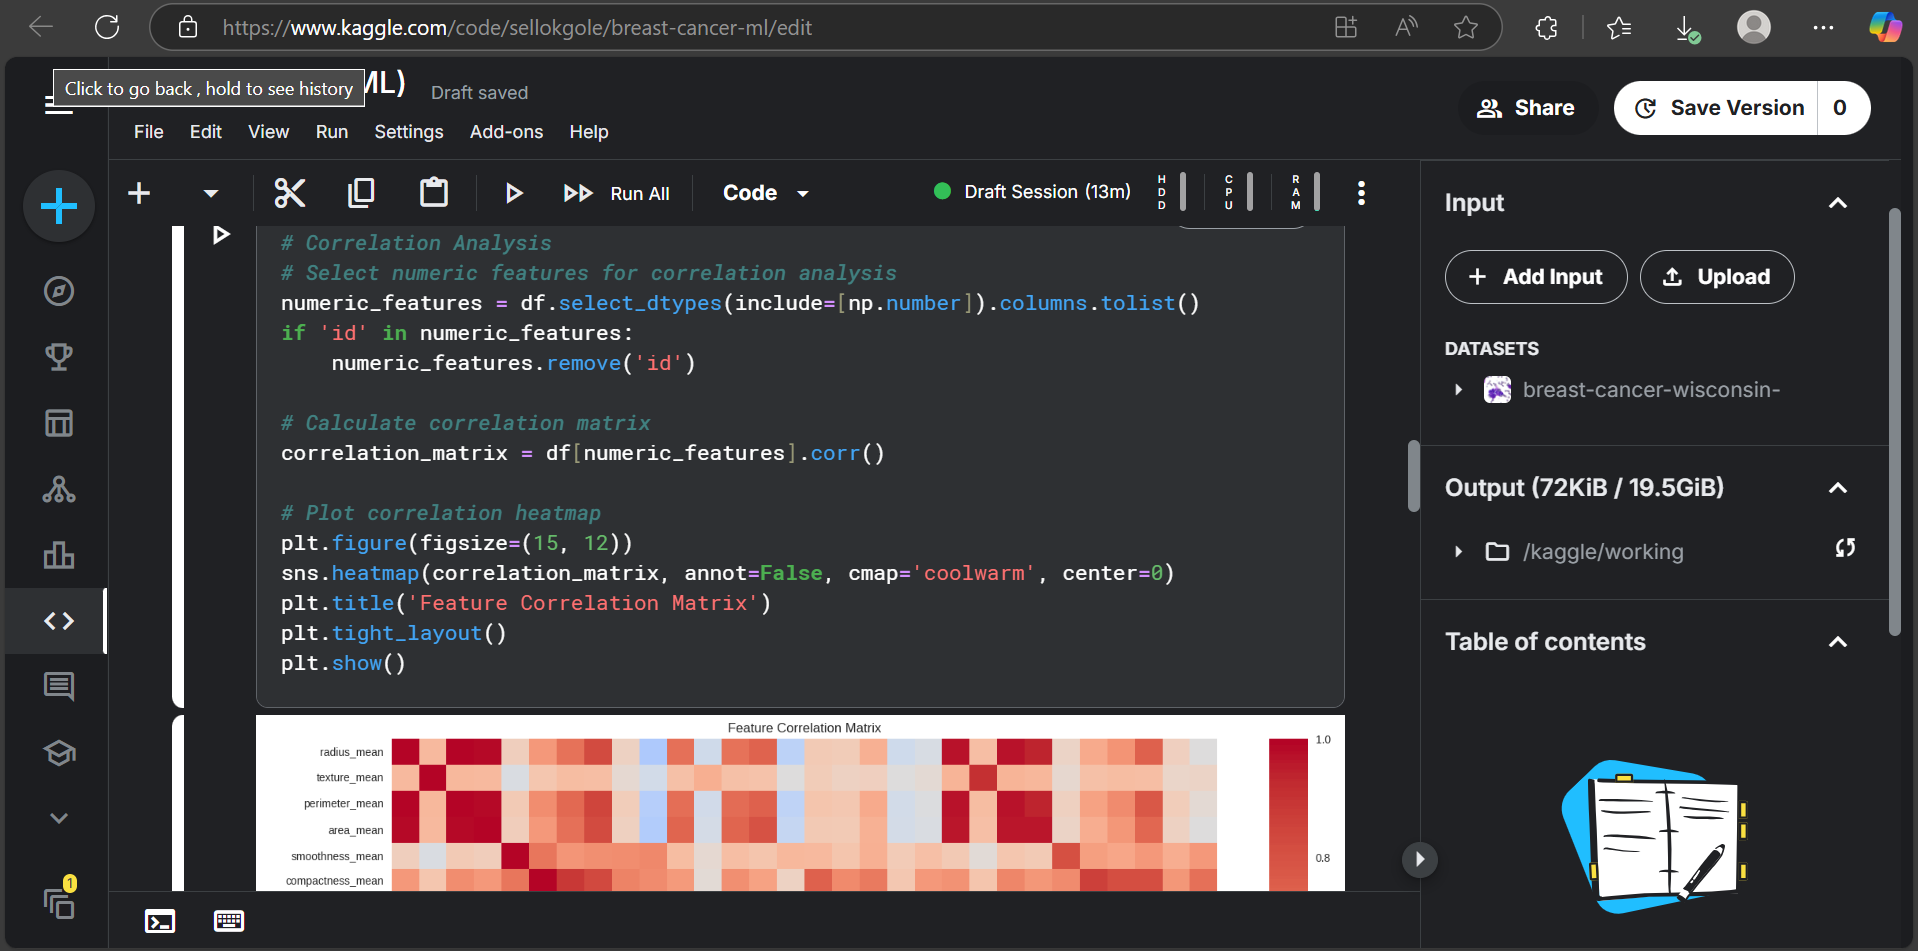 https://www.kaggle.com/code/sellokgole/breast-cancer-ml/edit
Click to go back , hold to see history
ML)
Draft saved
Share
Save Version
0
File Edit View Run Settings Add-ons Help
Run All
Code
Draft Session (13m)
HDD
CPU
RAM
# Correlation Analysis
# Select numeric features for correlation analysis
numeric_features = df.select_dtypes(include=[np.number]).columns.tolist()
if 'id' in numeric_features:
    numeric_features.remove('id')
# Calculate correlation matrix
correlation_matrix = df[numeric_features].corr()
# Plot correlation heatmap
plt.figure(figsize=(15, 12))
sns.heatmap(correlation_matrix, annot=False, cmap='coolwarm', center=0)
plt.title('Feature Correlation Matrix')
plt.tight_layout()
plt.show()
Feature Correlation Matrix
radius_mean
texture_mean
perimeter_mean
area_mean
smoothness_mean
compactness_mean
1.0
0.8
Input
Add Input
Upload
DATASETS
breast-cancer-wisconsin-
Output (72KiB / 19.5GiB)
/kaggle/working
Table of contents
1